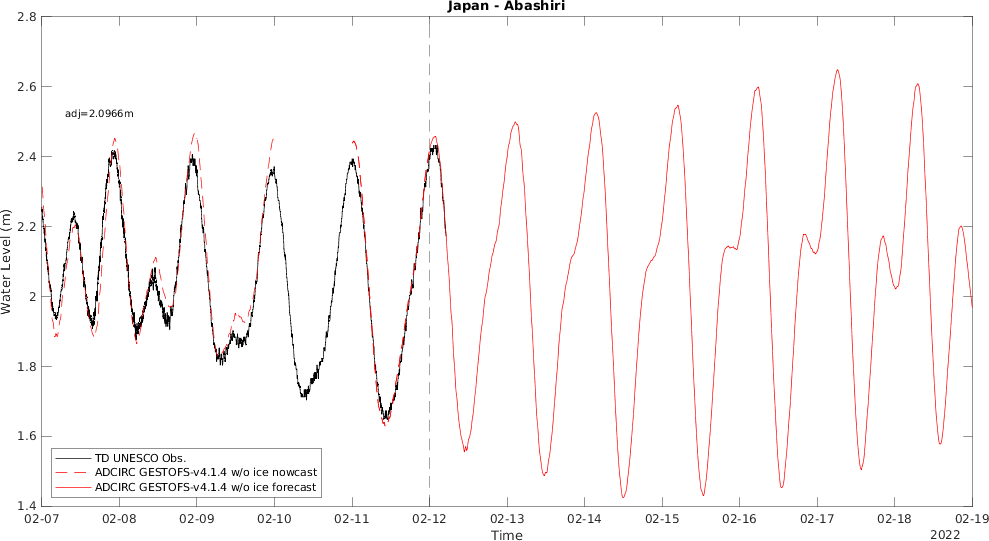 Japan - Abashiri
2.8
2.6
2.4
2.2
2
1.8
1.6
1.4
Water Level (m)
adj=2.0966m
TD UNESCO Obs.
ADCIRC GESTOFS-v4.1.4 w/o ice nowcast
ADCIRC GESTOFS-v4.1.4 w/o ice forecast
02-07 02-08 02-09 02-10 02-11 02-12 02-13 02-14 02-15 02-16 02-17 02-18 02-19
Time
2022